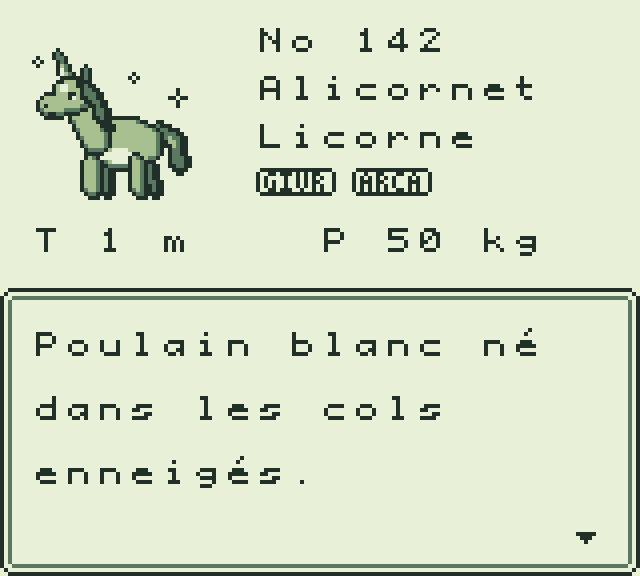 No 142
Alicornet
Licorne
GIVR ARCA
T 1 m P 50 kg
Poulain blanc né
dans les cols
enneigés.